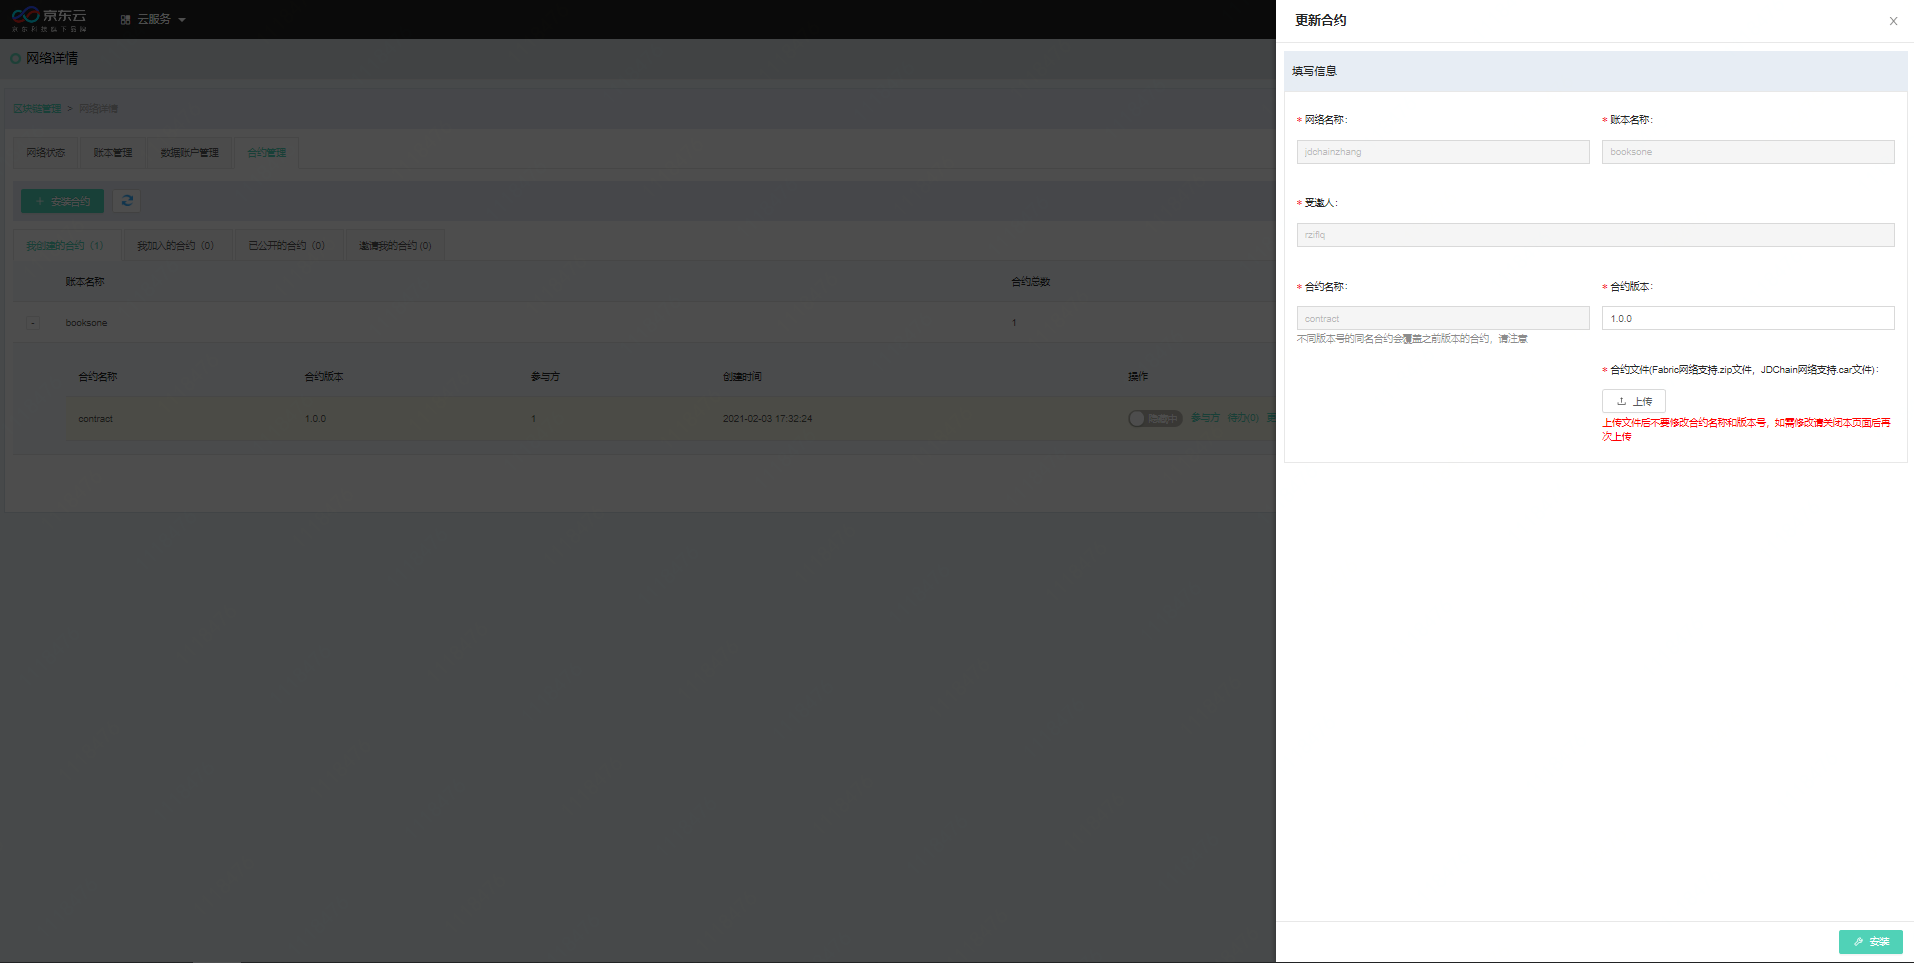 京东云
京东科技旗下品牌
云服务
网络详情
区块链管理 > 网络详情
网络状态
账本管理
数据账户管理
合约管理
+ 安装合约
我创建的合约 (1)
我加入的合约 (0)
已公开的合约 (0)
邀请我的合约 (0)
账本名称
合约总数
- booksone
1
合约名称
合约版本
参与方
创建时间
操作
contract
1.0.0
1
2021-02-03 17:32:24
隐藏中
参与方
待办(0)
更新合约
填写信息
* 网络名称:
jdchainzhang
* 账本名称:
booksone
* 受邀人:
rziflq
* 合约名称:
contract
不同版本号的同名合约会覆盖之前版本的合约，请注意
* 合约版本:
1.0.0
* 合约文件(Fabric网络支持.zip文件，JDChain网络支持.car文件):
上传
上传文件后不要修改合约名称和版本号，如需修改请关闭本页面后再
次上传
安装